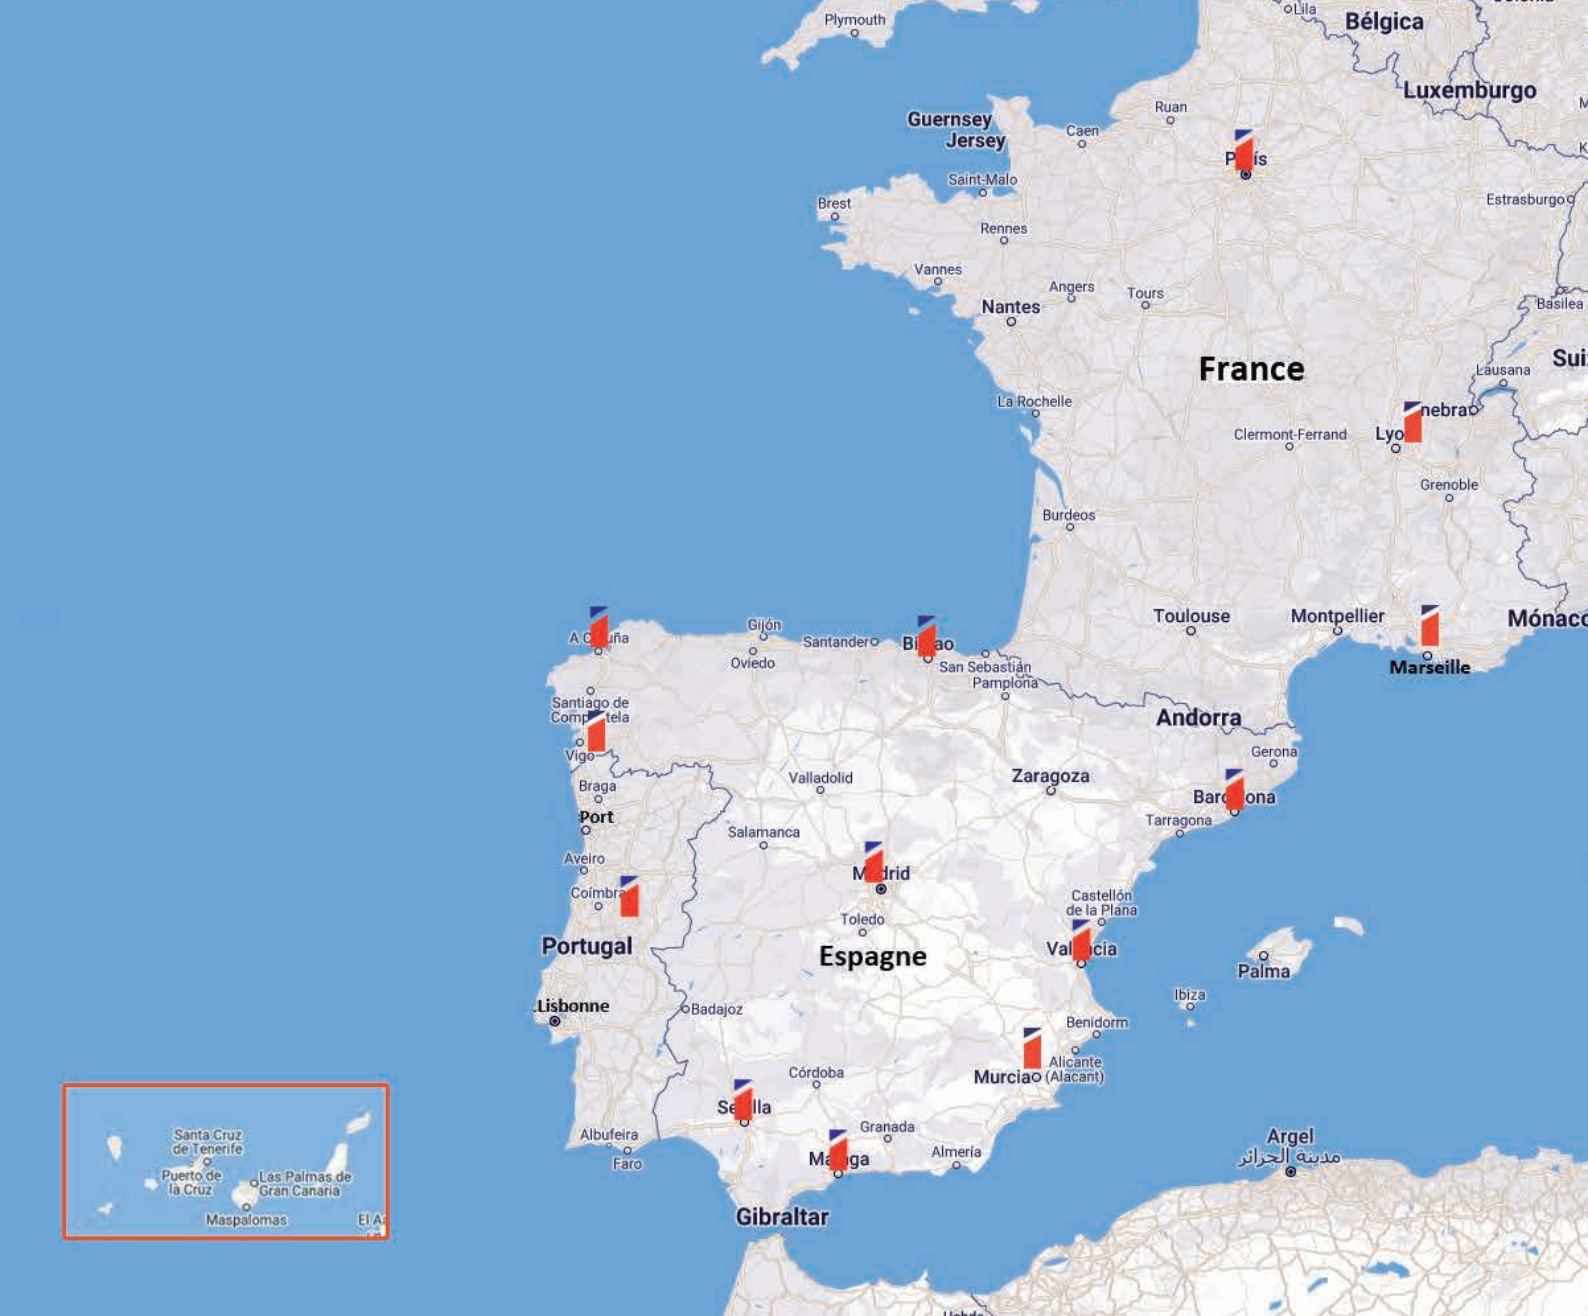 Plymouth
Lila
Bélgica
Luxemburgo
Guernsey
Jersey
Ruan
Caen
Saint-Malo
Estrasburgo
Brest
Rennes
Vannes
Angers
Tours
Nantes
Basilea
France
Lausana
La Rochelle
Clermont-Ferrand
Grenoble
Burdeos
Toulouse
Montpellier
Marseille
Gijón
Santander
Oviedo
San Sebastián
Pamplona
Santiago de
Vigo
Andorra
Gerona
Valladolid
Zaragoza
Braga
Port
Tarragona
Salamanca
Aveiro
Toledo
Castellón
de la Plana
Portugal
Espagne
Palma
Ibiza
Lisbonne
Badajoz
Benidorm
Alicante
(Alacant)
Murcia
Córdoba
Granada
Almería
Albufeira
Faro
Argel
مدينة الجزائر
Gibraltar
Santa Cruz
de Tenerife
Puerto de
la Cruz
Las Palmas de
Gran Canaria
Maspalomas